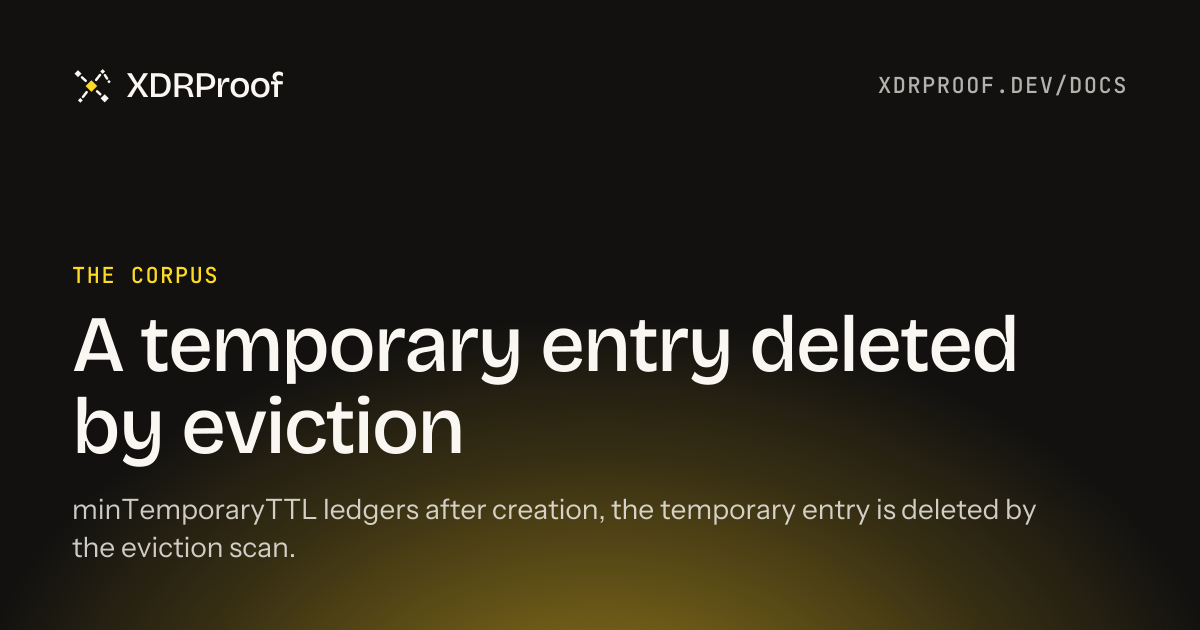 XDRProof
XDRPROOF.DEV/DOCS
THE CORPUS
A temporary entry deleted
by eviction
minTemporaryTTL ledgers after creation, the temporary entry is deleted by
the eviction scan.